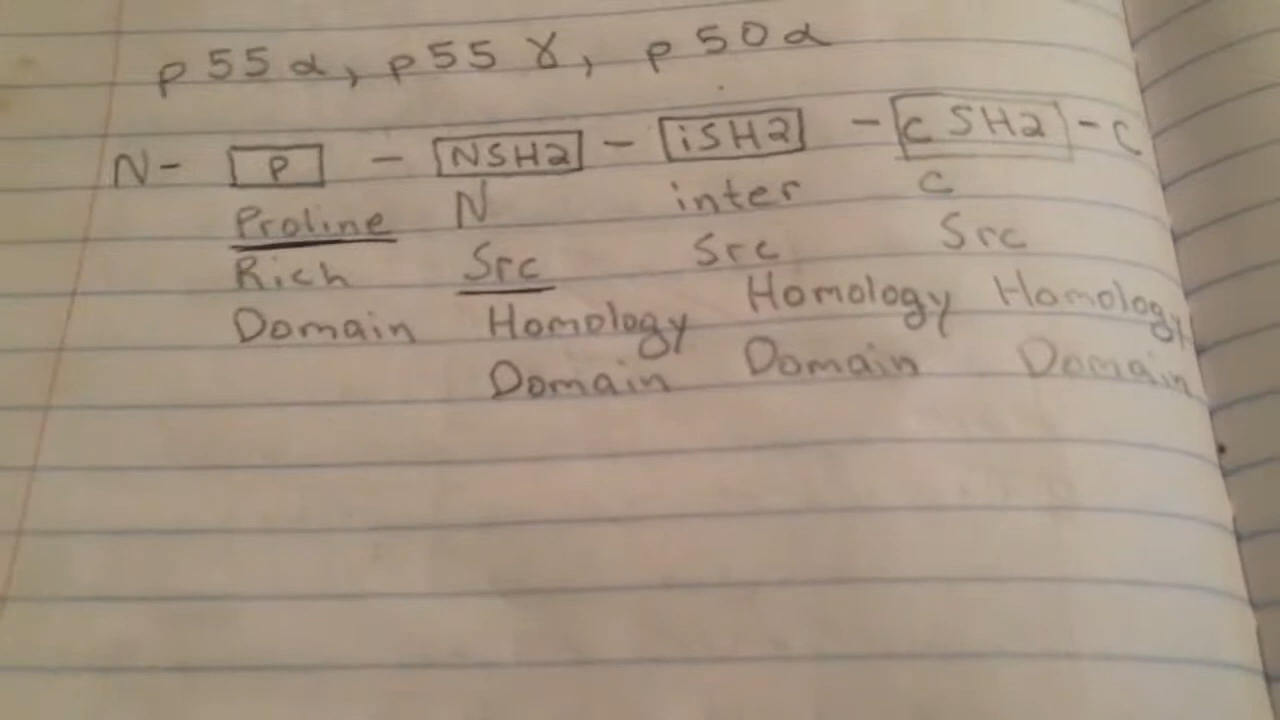 p55α, p55γ, p50α
N- P - NSH2 - iSH2 - cSH2 - C
Proline N inter C
Rich Src Src Src
Domain Homology Homology Homology
Domain Domain Domain